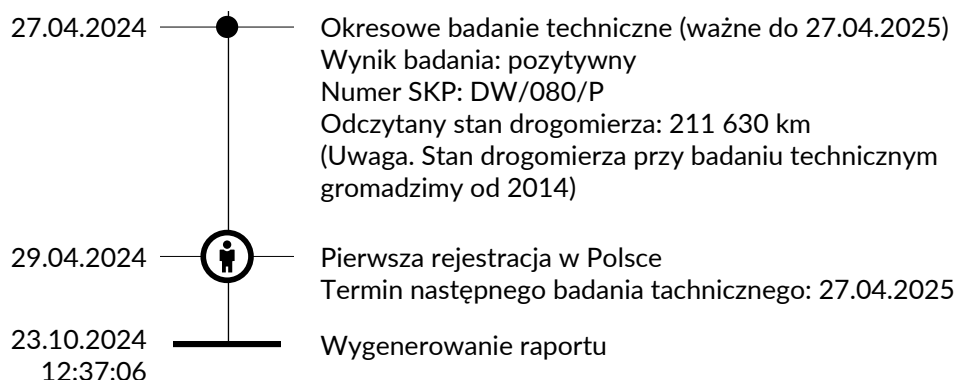 27.04.2024
Okresowe badanie techniczne (ważne do 27.04.2025)
Wynik badania: pozytywny
Numer SKP: DW/080/P
Odczytany stan drogomierza: 211 630 km
(Uwaga. Stan drogomierza przy badaniu technicznym
gromadzimy od 2014)
29.04.2024
Pierwsza rejestracja w Polsce
Termin następnego badania tachnicznego: 27.04.2025
23.10.2024
12:37:06
Wygenerowanie raportu